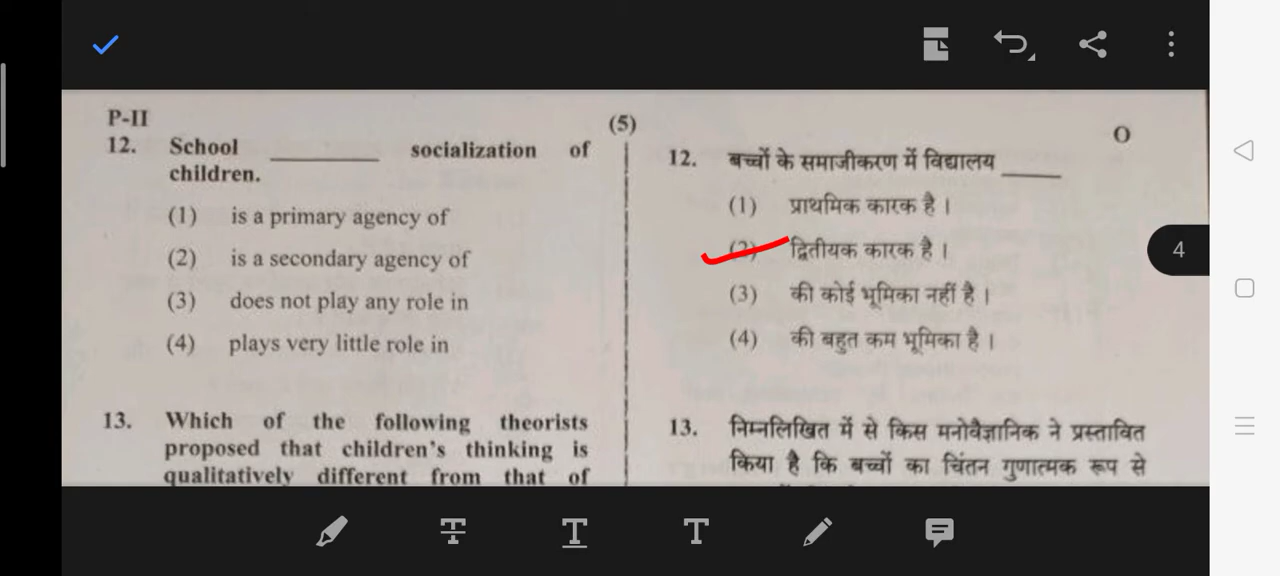 P-II
(5)
O
12. School ________ socialization of
children.
(1) is a primary agency of
(2) is a secondary agency of
(3) does not play any role in
(4) plays very little role in
13. Which of the following theorists
proposed that children's thinking is
qualitatively different from that of
12. बच्चों के समाजीकरण में विद्यालय ____
(1) प्राथमिक कारक है ।
(2) द्वितीयक कारक है ।
(3) की कोई भूमिका नहीं है ।
(4) की बहुत कम भूमिका है ।
13. निम्नलिखित में से किस मनोवैज्ञानिक ने प्रस्तावित
किया है कि बच्चों का चिंतन गुणात्मक रूप से
4